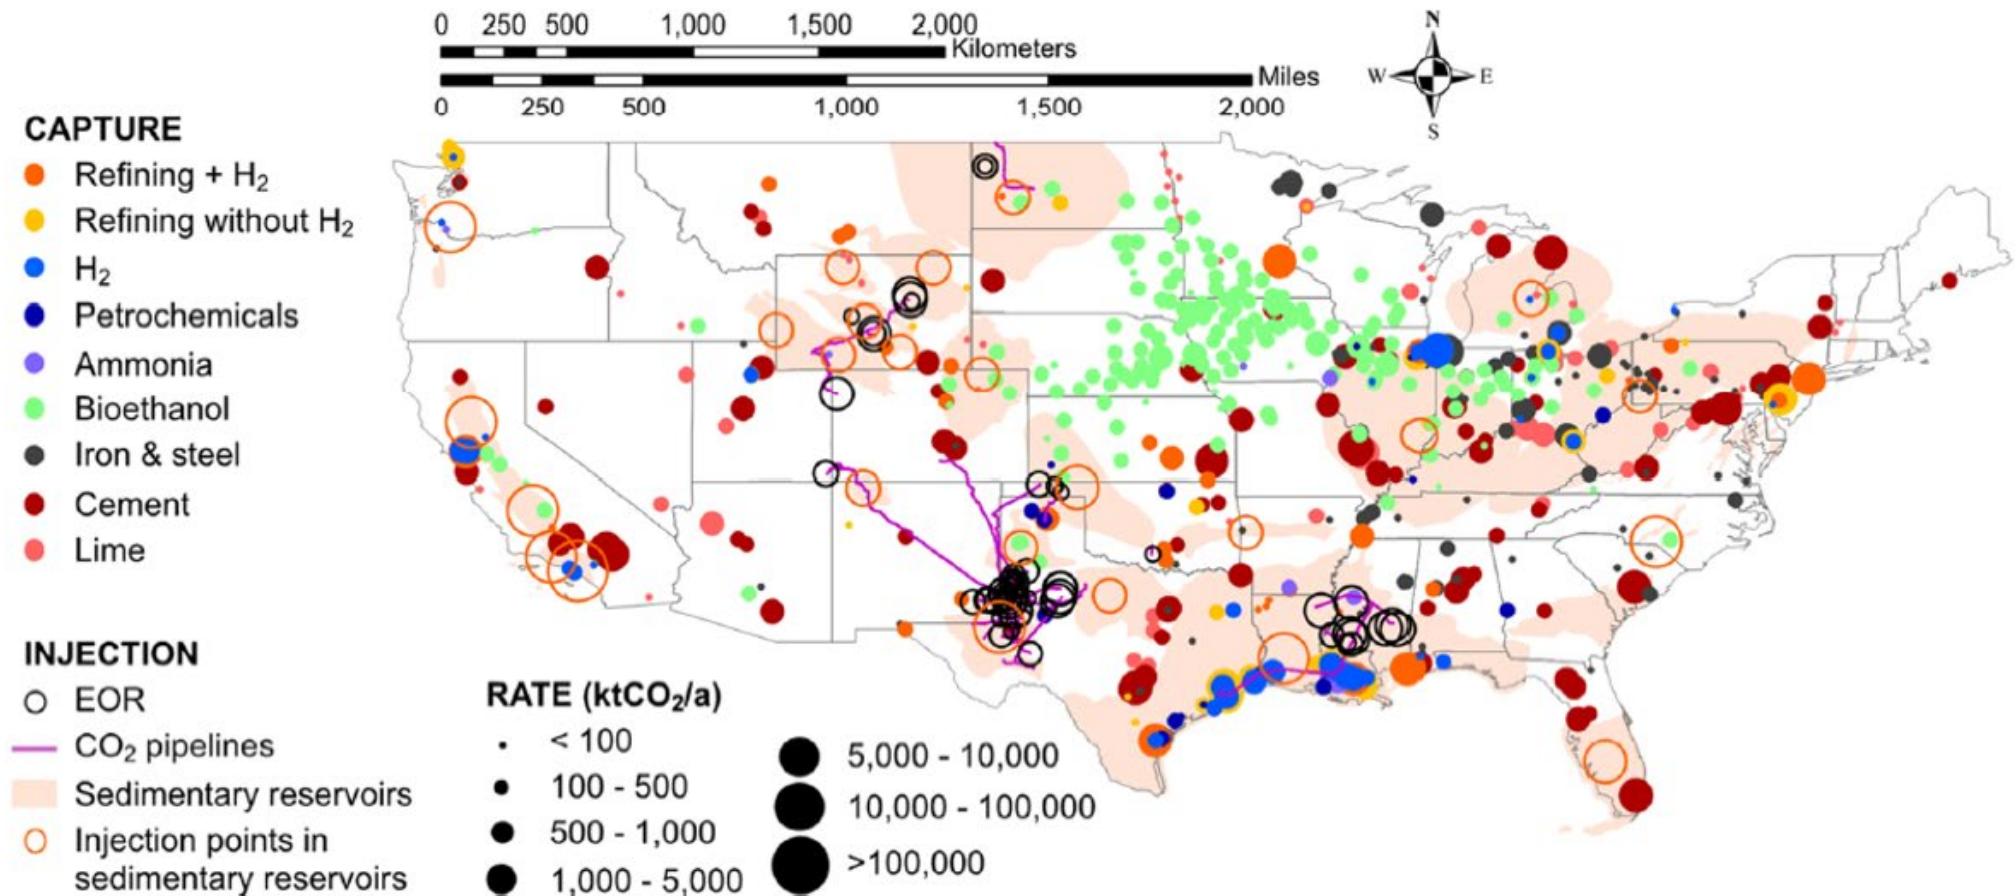 0 250 500 1,000 1,500 2,000
Kilometers
Miles
0 250 500 1,000 1,500 2,000
N
W E
S
CAPTURE
Refining + H₂
Refining without H₂
H₂
Petrochemicals
Ammonia
Bioethanol
Iron & steel
Cement
Lime
INJECTION
EOR
CO₂ pipelines
Sedimentary reservoirs
Injection points in
sedimentary reservoirs
RATE (ktCO₂/a)
< 100
100 - 500
500 - 1,000
1,000 - 5,000
5,000 - 10,000
10,000 - 100,000
>100,000